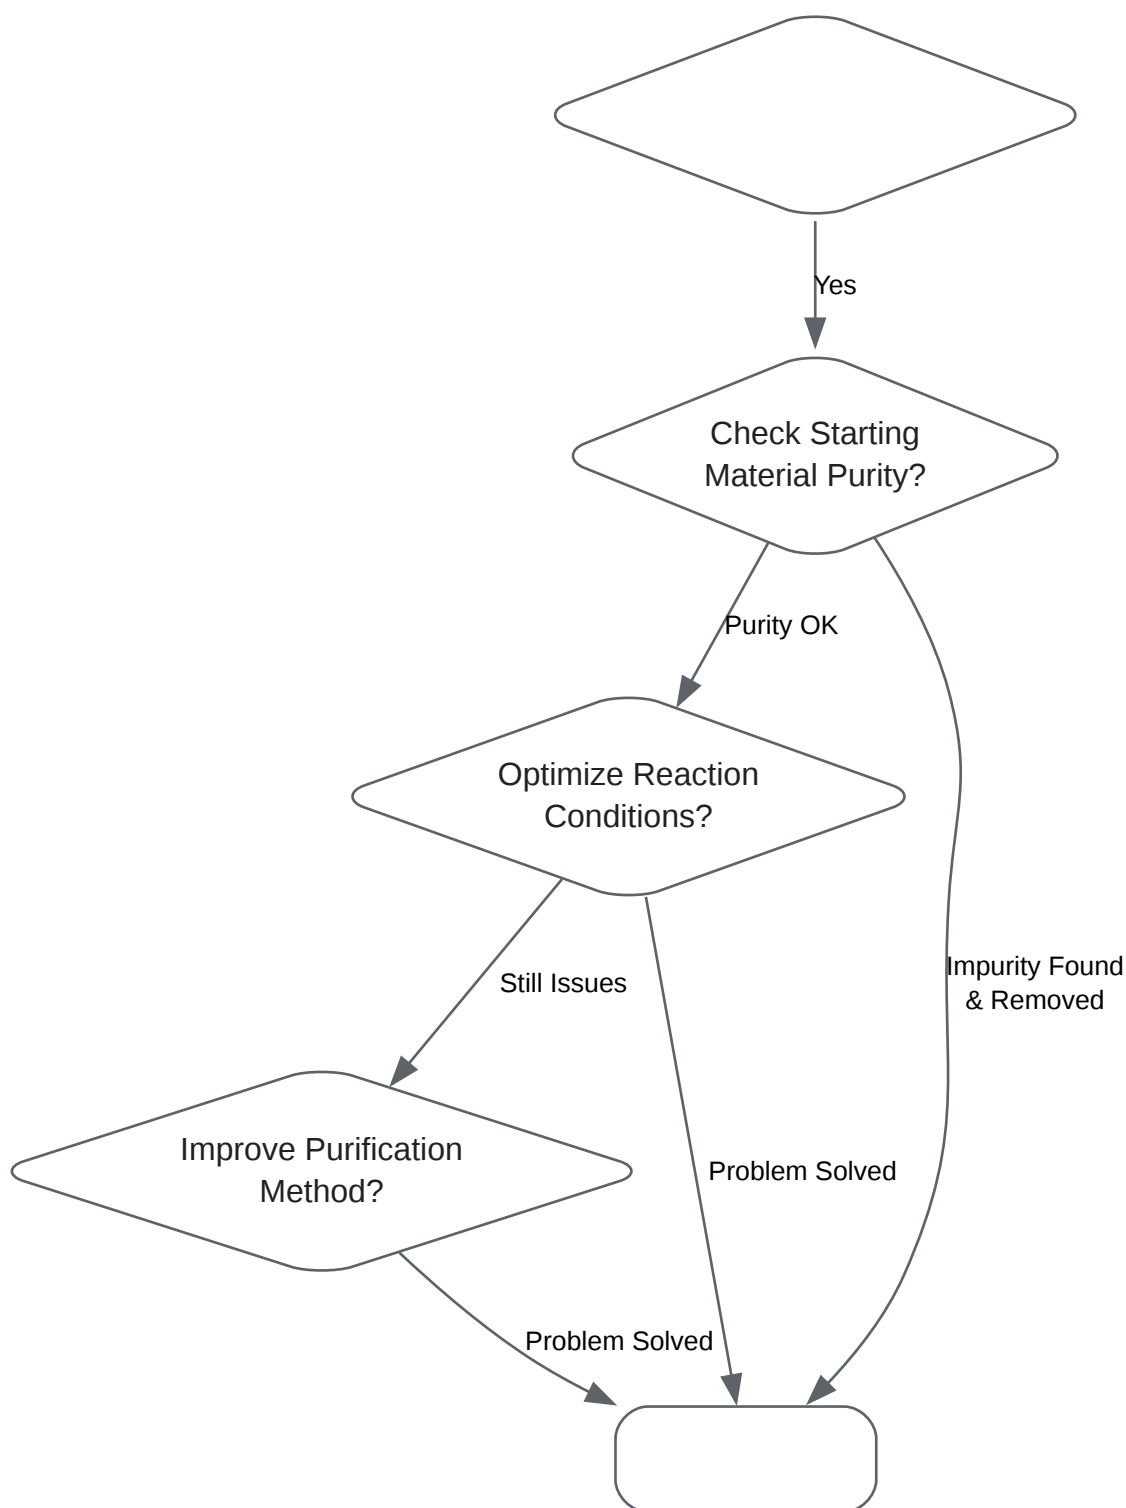 Yes
Check Starting
Material Purity?
Purity OK
Optimize Reaction
Conditions?
Impurity Found
& Removed
Still Issues
Improve Purification
Method?
Problem Solved
Problem Solved